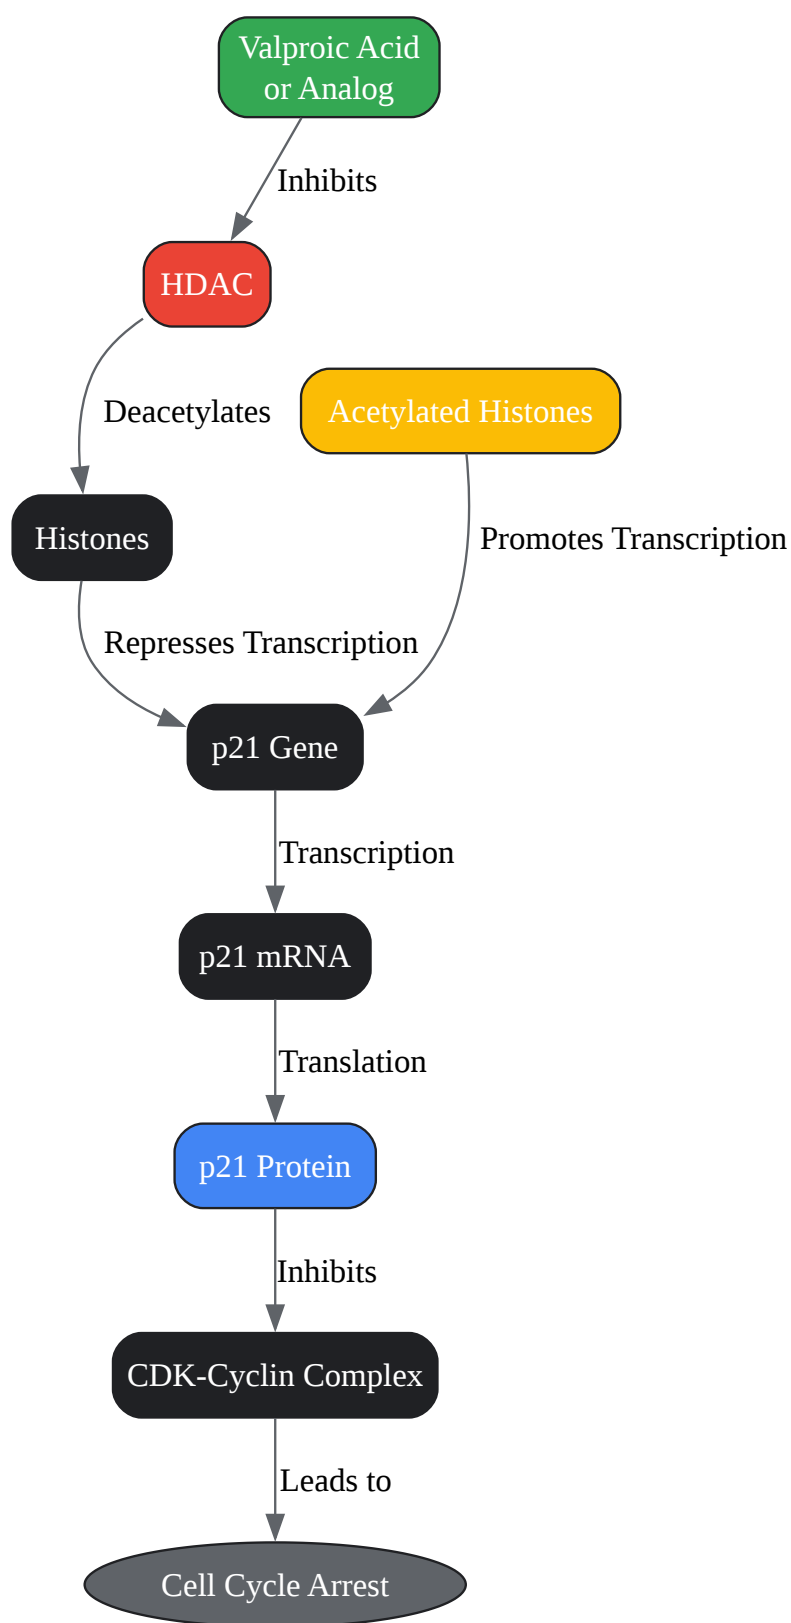 Valproic Acid
or Analog
Inhibits
HDAC
Deacetylates
Acetylated Histones
Histones
Promotes Transcription
Represses Transcription
p21 Gene
Transcription
p21 mRNA
Translation
p21 Protein
Inhibits
CDK-Cyclin Complex
Leads to
Cell Cycle Arrest